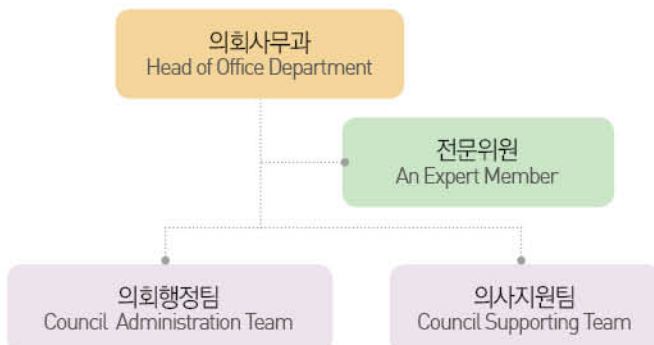 의회사무과
Head of Office Department
전문위원
An Expert Member
의회행정팀
Council Administration Team
의사지원팀
Council Supporting Team